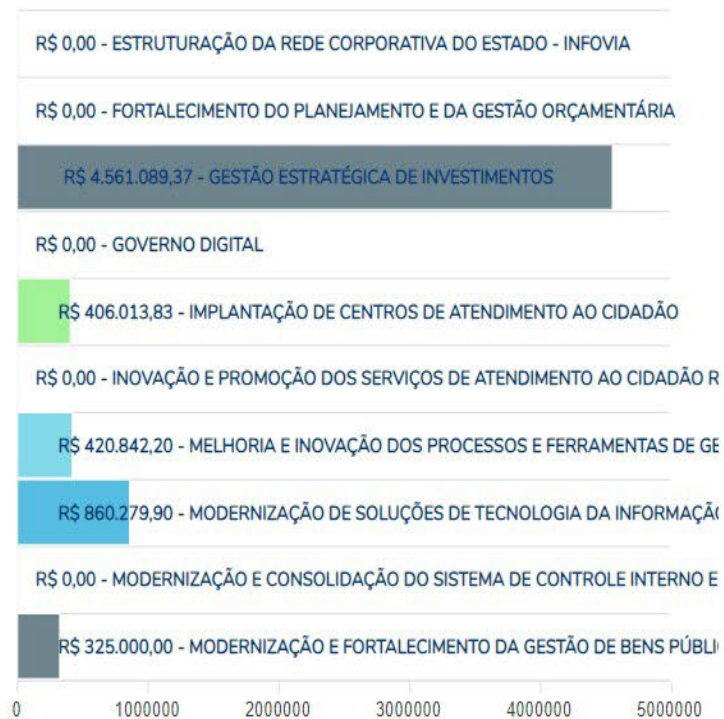 R$ 0,00 - ESTRUTURAÇÃO DA REDE CORPORATIVA DO ESTADO - INFOVIA
R$ 0,00 - FORTALECIMENTO DO PLANEJAMENTO E DA GESTÃO ORÇAMENTÁRIA
R$ 4.561.089,37 - GESTÃO ESTRATÉGICA DE INVESTIMENTOS
R$ 0,00 - GOVERNO DIGITAL
R$ 406.013,83 - IMPLANTAÇÃO DE CENTROS DE ATENDIMENTO AO CIDADÃO
R$ 0,00 - INOVAÇÃO E PROMOÇÃO DOS SERVIÇOS DE ATENDIMENTO AO CIDADÃO R
R$ 420.842,20 - MELHORIA E INOVAÇÃO DOS PROCESSOS E FERRAMENTAS DE GE
R$ 860.279,90 - MODERNIZAÇÃO DE SOLUÇÕES DE TECNOLOGIA DA INFORMAÇÃO
R$ 0,00 - MODERNIZAÇÃO E CONSOLIDAÇÃO DO SISTEMA DE CONTROLE INTERNO E
R$ 325.000,00 - MODERNIZAÇÃO E FORTALECIMENTO DA GESTÃO DE BENS PÚBLI
0 1000000 2000000 3000000 4000000 5000000